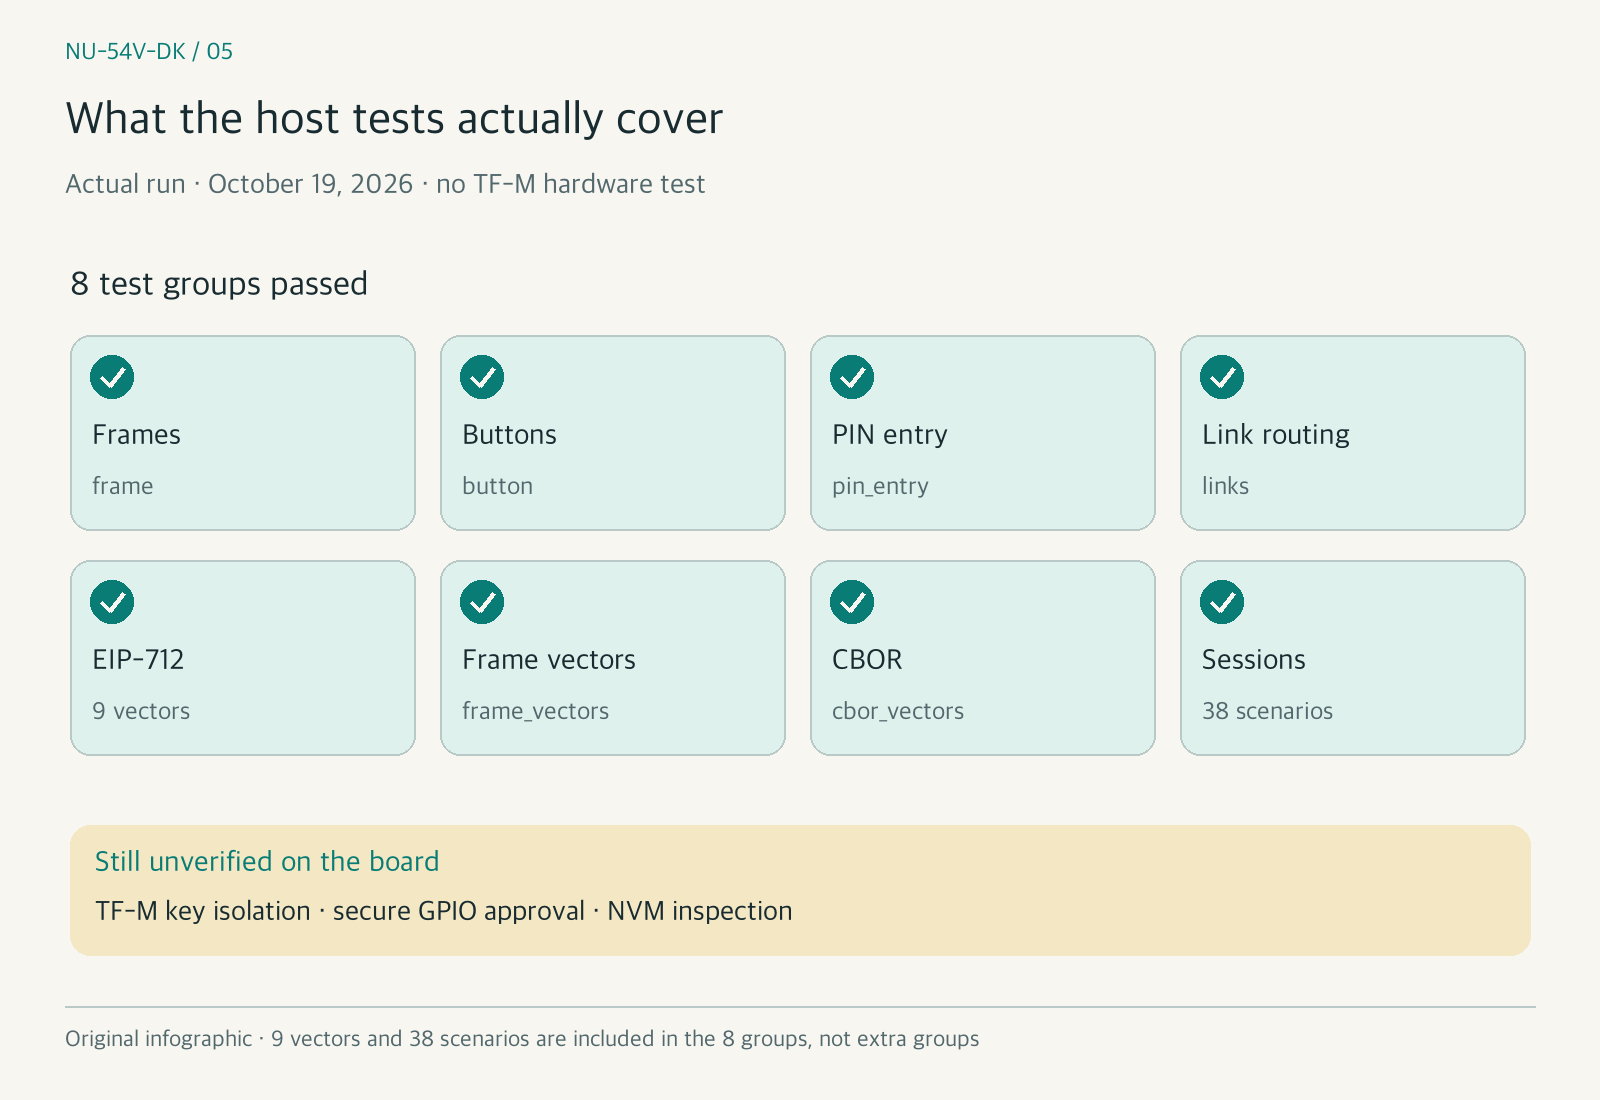 NU-54V-DK / 05
What the host tests actually cover
Actual run · October 19, 2026 · no TF-M hardware test
8 test groups passed
Frames
frame
Buttons
button
PIN entry
pin_entry
Link routing
links
EIP-712
9 vectors
Frame vectors
frame_vectors
CBOR
cbor_vectors
Sessions
38 scenarios
Still unverified on the board
TF-M key isolation · secure GPIO approval · NVM inspection
Original infographic · 9 vectors and 38 scenarios are included in the 8 groups, not extra groups